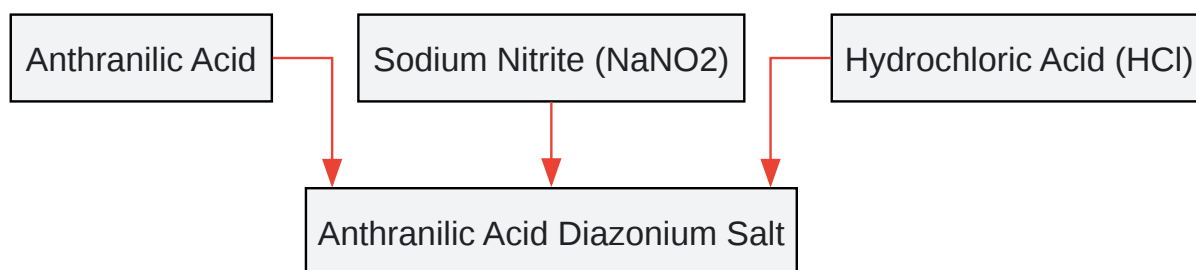 Anthranilic Acid
Sodium Nitrite (NaNO2)
Hydrochloric Acid (HCl)
Anthranilic Acid Diazonium Salt